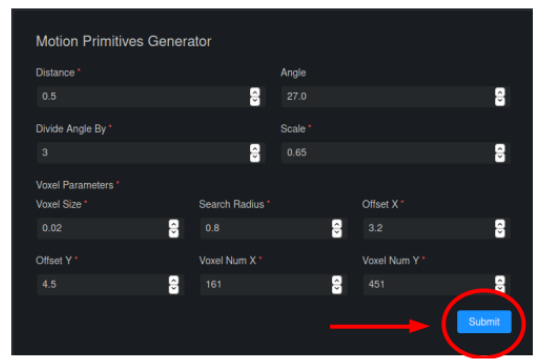 Motion Primitives Generator
Distance * Angle
0.5 27.0
Divide Angle By * Scale *
3 0.65
Voxel Parameters *
Voxel Size * Search Radius * Offset X *
0.02 0.8 3.2
Offset Y * Voxel Num X * Voxel Num Y *
4.5 161 451
Submit